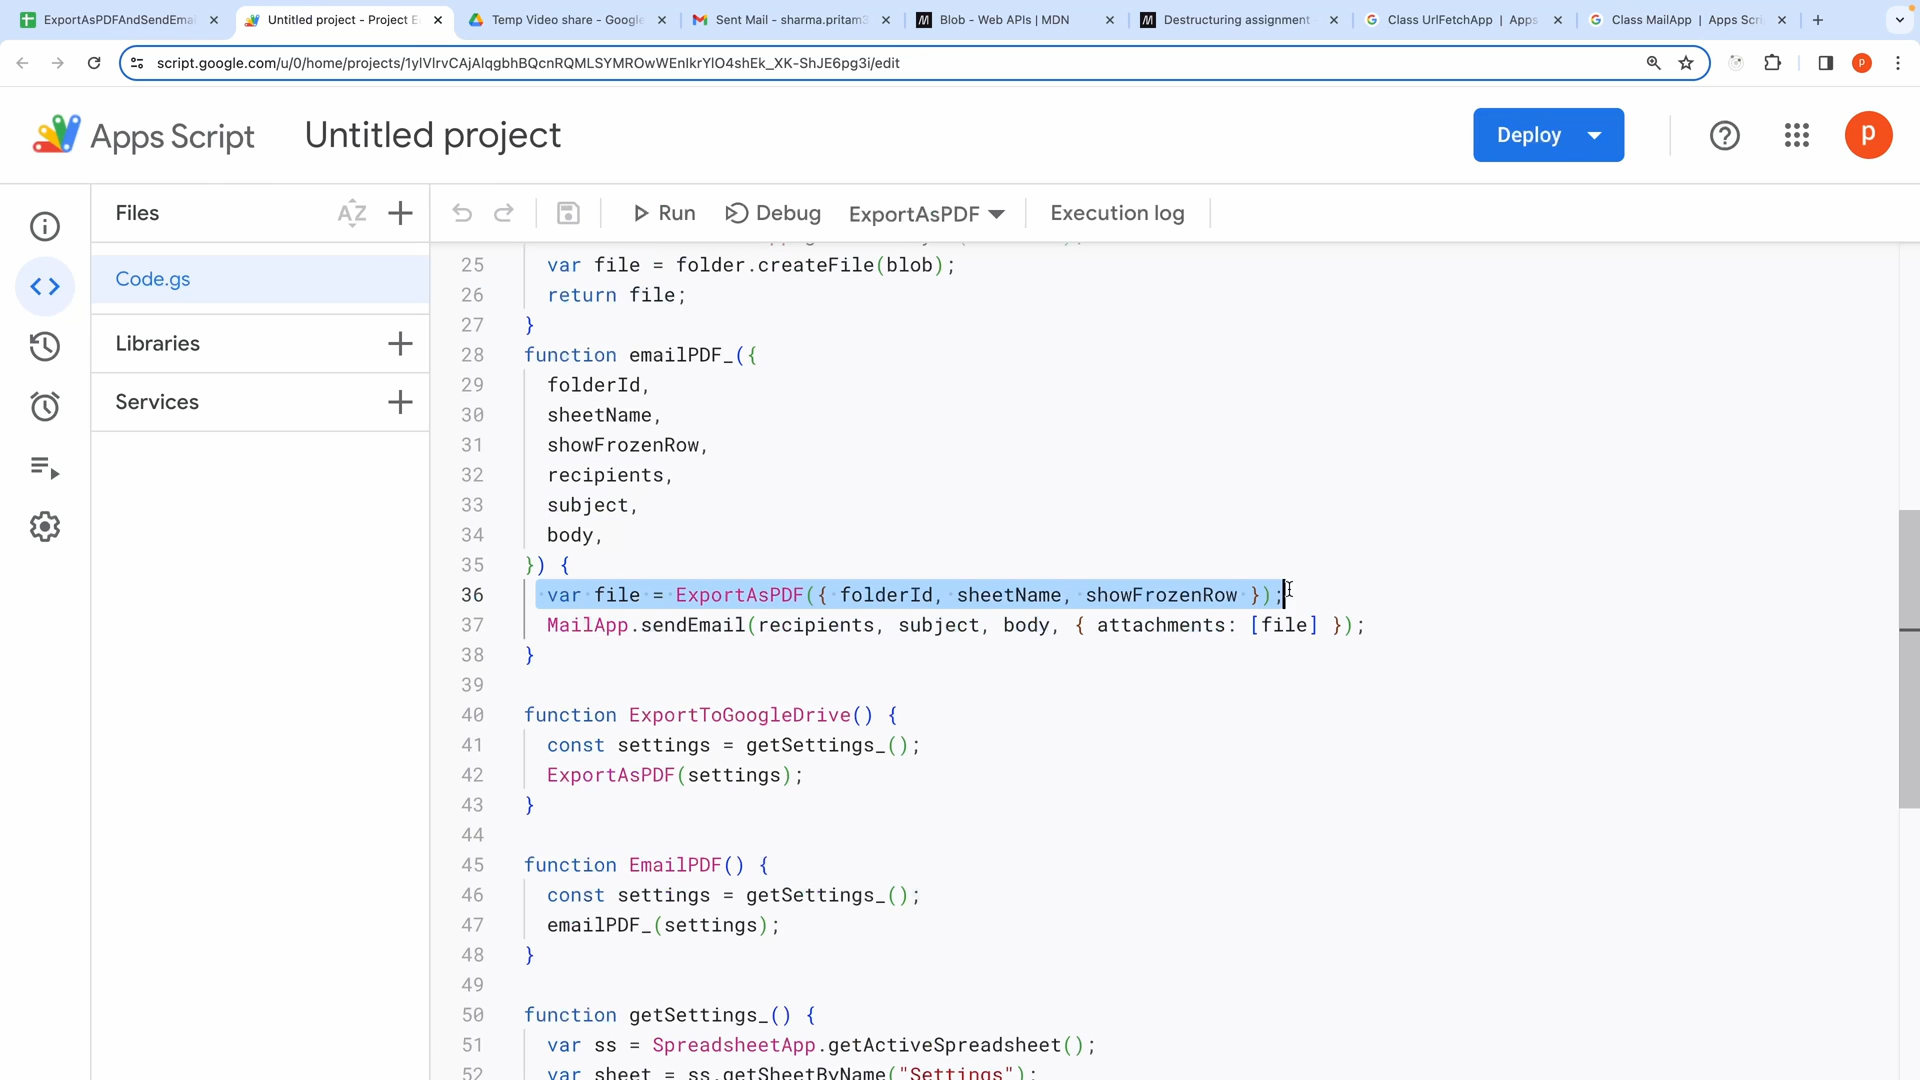 ExportAsPDFAndSendEmai
Untitled project - Project E
Temp Video share - Google
Sent Mail - sharma.pritam3
Blob - Web APIs | MDN
Destructuring assignment
Class UrlFetchApp | Apps
Class MailApp | Apps Scri
script.google.com/u/0/home/projects/1ylVlrvCAjAlqgbhBQcnRQMLSYMROwWEnIkrYlO4shEk_XK-ShJE6pg3i/edit
Apps Script
Untitled project
Deploy
p
Files
AZ
Run
Debug
ExportAsPDF
Execution log
Code.gs
Libraries
Services
25 var file = folder.createFile(blob);
26 return file;
27 }
28 function emailPDF_({
29 folderId,
30 sheetName,
31 showFrozenRow,
32 recipients,
33 subject,
34 body,
35 }) {
36 var file = ExportAsPDF({ folderId, sheetName, showFrozenRow });
37 MailApp.sendEmail(recipients, subject, body, { attachments: [file] });
38 }
39
40 function ExportToGoogleDrive() {
41 const settings = getSettings_();
42 ExportAsPDF(settings);
43 }
44
45 function EmailPDF() {
46 const settings = getSettings_();
47 emailPDF_(settings);
48 }
49
50 function getSettings_() {
51 var ss = SpreadsheetApp.getActiveSpreadsheet();
52 var sheet = ss.getSheetByName("Settings");